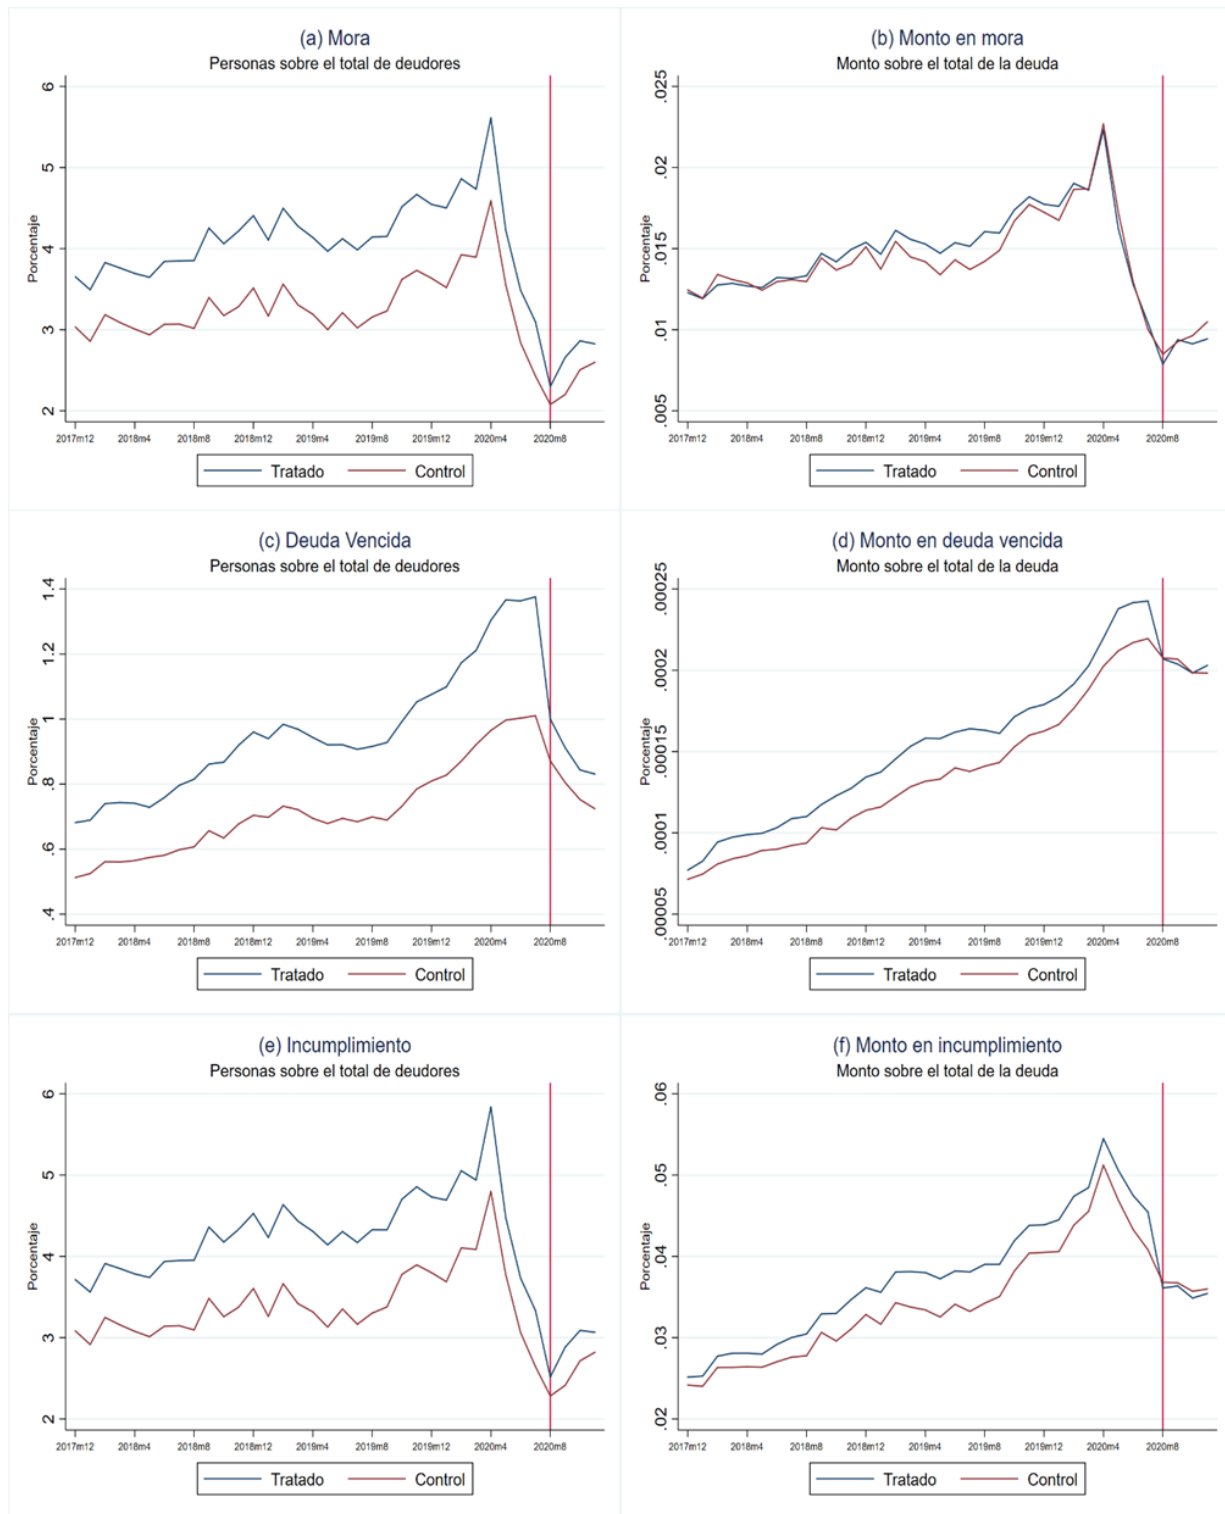 (a) Mora
Personas sobre el total de deudores
Porcentaje
6
5
4
3
2
2017m12 2018m4 2018m8 2018m12 2019m4 2019m8 2019m12 2020m4 2020m8
Tratado Control
(b) Monto en mora
Monto sobre el total de la deuda
Porcentaje
.025
.02
.015
.01
.005
2017m12 2018m4 2018m8 2018m12 2019m4 2019m8 2019m12 2020m4 2020m8
Tratado Control
(c) Deuda Vencida
Personas sobre el total de deudores
Porcentaje
1.4
1.2
1
.8
.6
.4
2017m12 2018m4 2018m8 2018m12 2019m4 2019m8 2019m12 2020m4 2020m8
Tratado Control
(d) Monto en deuda vencida
Monto sobre el total de la deuda
Porcentaje
.00025
.0002
.00015
.0001
.00005
2017m12 2018m4 2018m8 2018m12 2019m4 2019m8 2019m12 2020m4 2020m8
Tratado Control
(e) Incumplimiento
Personas sobre el total de deudores
Porcentaje
6
5
4
3
2
2017m12 2018m4 2018m8 2018m12 2019m4 2019m8 2019m12 2020m4 2020m8
Tratado Control
(f) Monto en incumplimiento
Monto sobre el total de la deuda
Porcentaje
.06
.05
.04
.03
.02
2017m12 2018m4 2018m8 2018m12 2019m4 2019m8 2019m12 2020m4 2020m8
Tratado Control